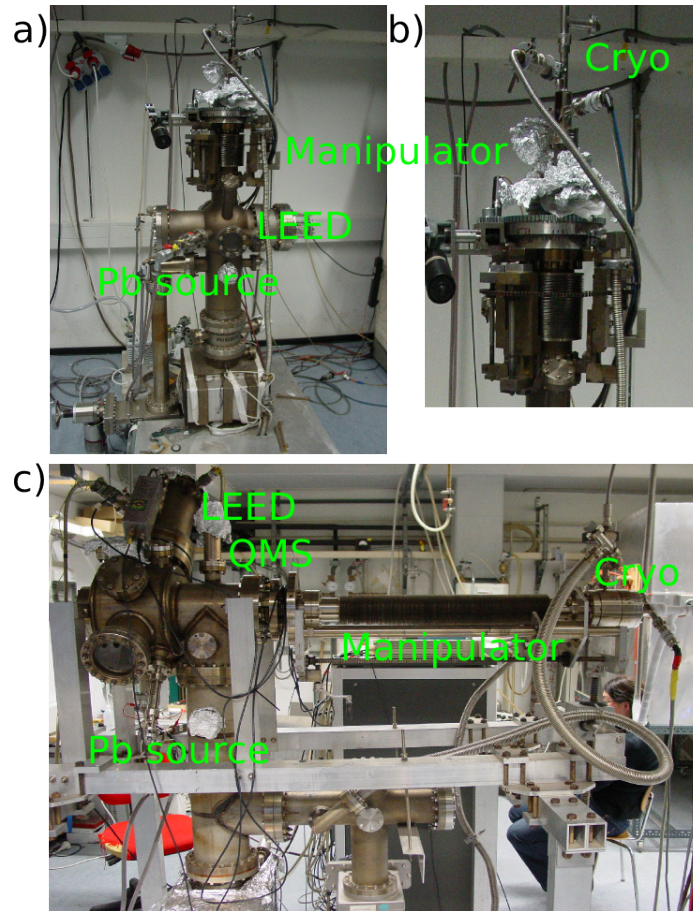 a)
b)
Cryo
Manipulator
LEED
Pb source
c)
LEED
QMS
Cryo
Manipulator
Pb source